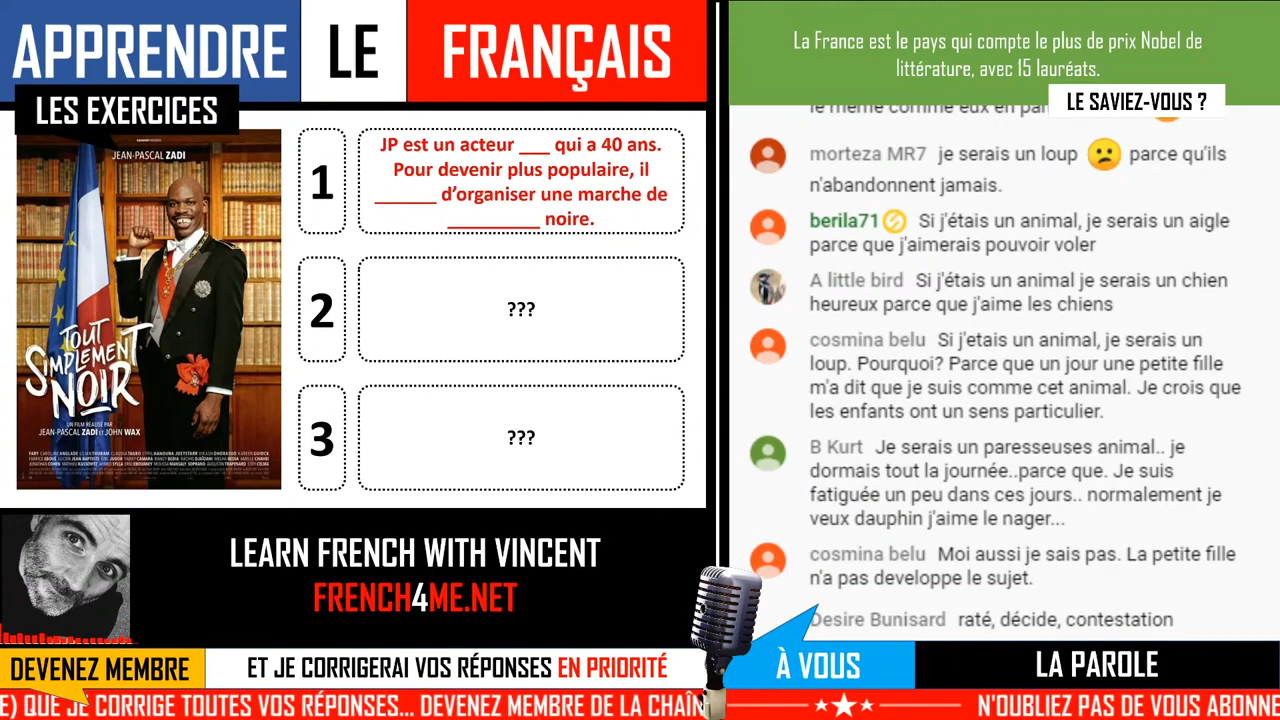 APPRENDRE LE FRANÇAIS
LES EXERCICES
JEAN-PASCAL ZADI
TOUT
SIMPLEMENT
NOIR
UN FILM RÉALISÉ PAR
JEAN-PASCAL ZADI ET JOHN WAX
1
JP est un acteur ___ qui a 40 ans.
Pour devenir plus populaire, il
______ d’organiser une marche de
_________ noire.
2
???
3
???
LEARN FRENCH WITH VINCENT
FRENCH4ME.NET
DEVENEZ MEMBRE
ET JE CORRIGERAI VOS RÉPONSES EN PRIORITÉ
E) QUE JE CORRIGE TOUTES VOS RÉPONSES... DEVENEZ MEMBRE DE LA CHAÎN
La France est le pays qui compte le plus de prix Nobel de
littérature, avec 15 lauréats.
LE SAVIEZ-VOUS ?
le même comme eux en
morteza MR7 je serais un loup parce qu'ils
n'abandonnent jamais.
berila71 Si j'étais un animal, je serais un aigle
parce que j'aimerais pouvoir voler
A little bird Si j'étais un animal je serais un chien
heureux parce que j'aime les chiens
cosmina belu Si j'etais un animal, je serais un
loup. Pourquoi? Parce que un jour une petite fille
m'a dit que je suis comme cet animal. Je crois que
les enfants ont un sens particulier.
B Kurt Je serais un paresseuses animal.. je
dormais tout la journée..parce que. Je suis
fatiguée un peu dans ces jours.. normalement je
veux dauphin j'aime le nager...
cosmina belu Moi aussi je sais pas. La petite fille
n'a pas developpe le sujet.
Desire Bunisard raté, décide, contestation
À VOUS
LA PAROLE
N'OUBLIEZ PAS DE VOUS ABONNE